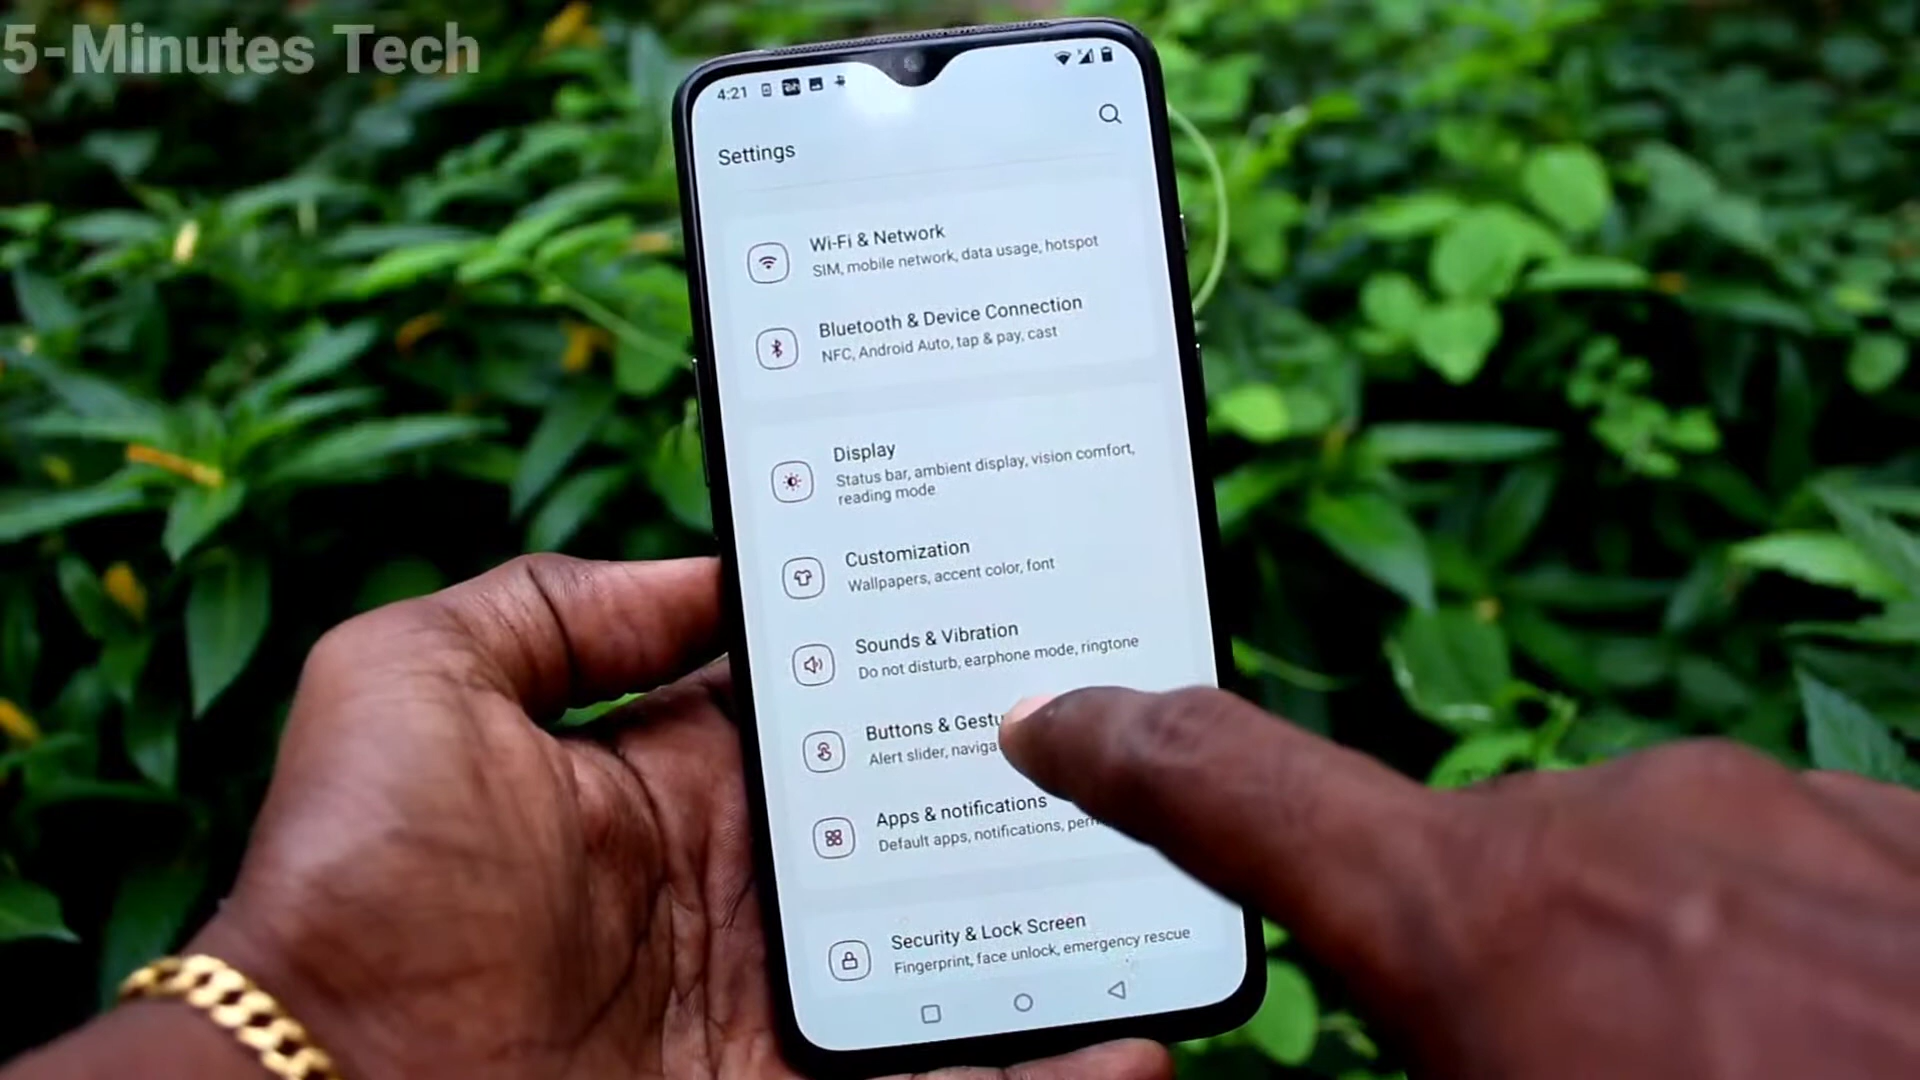 5-Minutes Tech
4:21
Settings
Wi-Fi & Network
SIM, mobile network, data usage, hotspot
Bluetooth & Device Connection
NFC, Android Auto, tap & pay, cast
Display
Status bar, ambient display, vision comfort,
reading mode
Customization
Wallpapers, accent color, font
Sounds & Vibration
Do not disturb, earphone mode, ringtone
Buttons & Gestu
Alert slider, naviga
Apps & notifications
Default apps, notifications, perm
Security & Lock Screen
Fingerprint, face unlock, emergency rescue